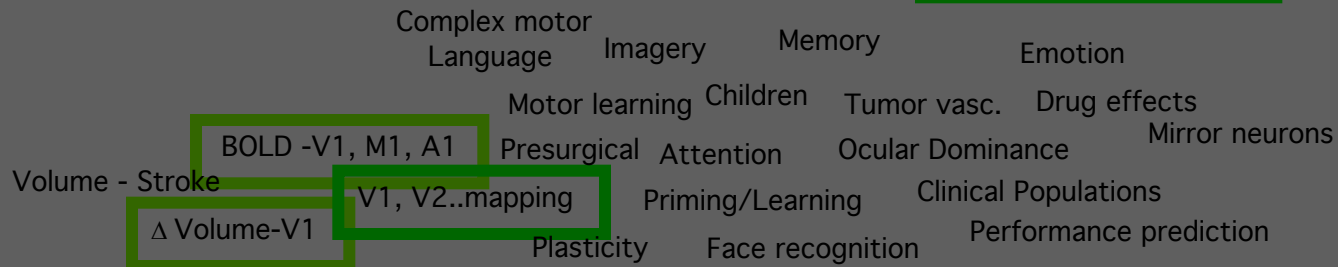 Complex motor
Language
Imagery
Memory
Emotion
Motor learning
Children
Tumor vasc.
Drug effects
Mirror neurons
BOLD -V1, M1, A1
Presurgical
Attention
Ocular Dominance
Volume - Stroke
V1, V2..mapping
Priming/Learning
Clinical Populations
Δ Volume-V1
Plasticity
Face recognition
Performance prediction